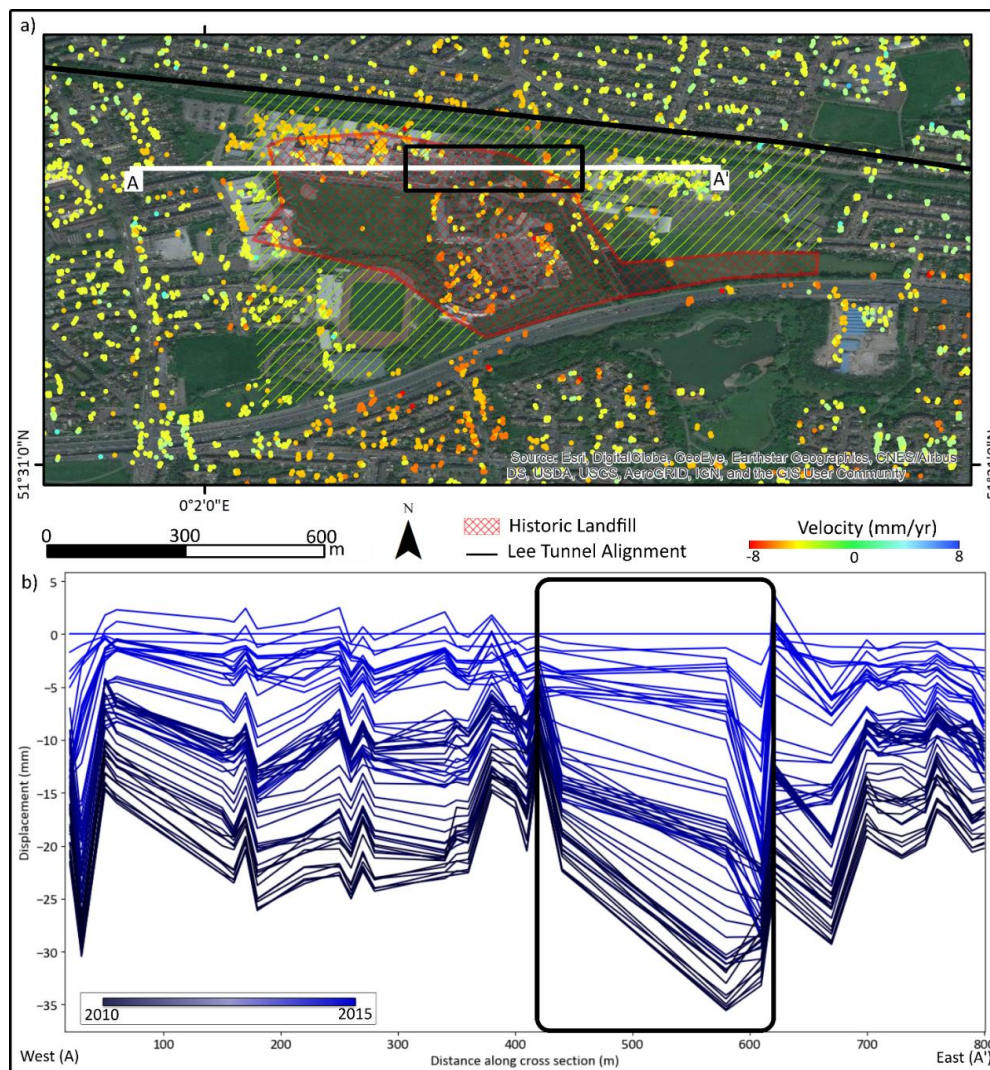 a)
A
A'
Source: Esri, DigitalGlobe, GeoEye, Earthstar Geographics, CNES/Airbus
DS, USDA, USGS, AeroGRID, IGN, and the GIS User Community
51°31'0"N
0°2'0"E
0 300 600
m
N
Historic Landfill
Lee Tunnel Alignment
Velocity (mm/yr)
-8 0 8
b)
Displacement (mm)
5
0
−5
−10
−15
−20
−25
−30
−35
2010 2015
100 200 300 400 500 600 700 800
West (A)
Distance along cross section (m)
East (A')